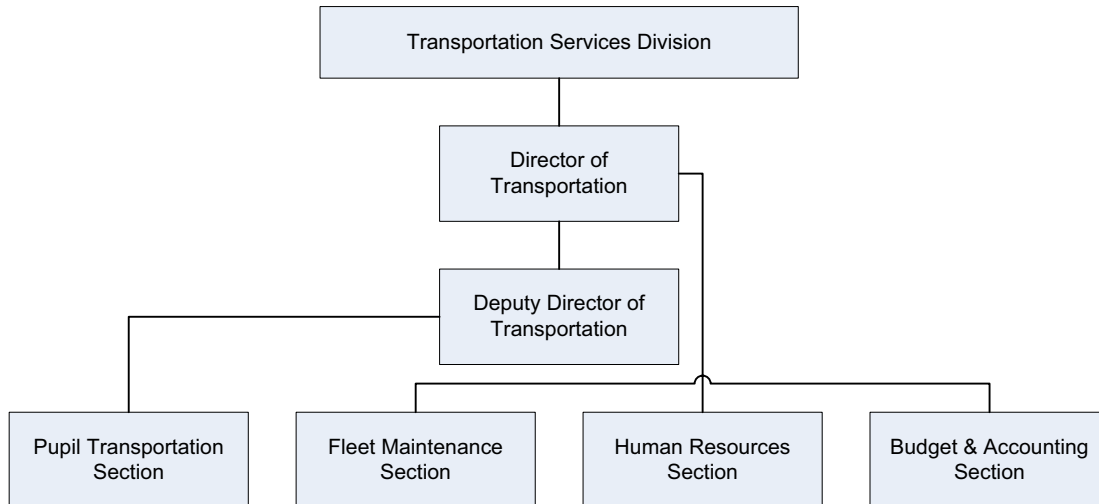 Transportation Services Division
Director of
Transportation
Deputy Director of
Transportation
Pupil Transportation
Section
Fleet Maintenance
Section
Human Resources
Section
Budget & Accounting
Section